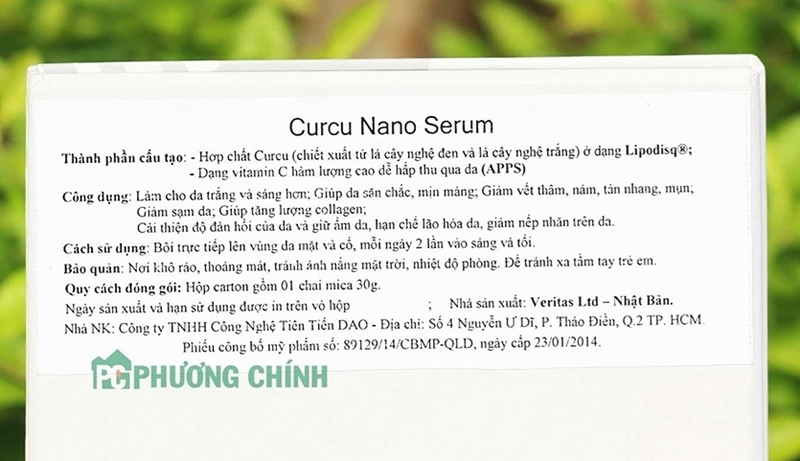 Curcu Nano Serum
Thành phần cấu tạo: - Hợp chất Curcu (chiết xuất từ lá cây nghệ đen và lá cây nghệ trắng) ở dạng Lipodisq®;
- Dạng vitamin C hàm lượng cao dễ hấp thu qua da (APPS)
Công dụng: Làm cho da trắng và sáng hơn; Giúp da săn chắc, mịn màng; Giảm vết thâm, nám, tàn nhang, mụn;
Giảm sạm da; Giúp tăng lượng collagen;
Cải thiện độ đàn hồi của da và giữ ẩm da, hạn chế lão hóa da, giảm nếp nhăn trên da.
Cách sử dụng: Bôi trực tiếp lên vùng da mặt và cổ, mỗi ngày 2 lần vào sáng và tối.
Bảo quản: Nơi khô ráo, thoáng mát, tránh ánh nắng mặt trời, nhiệt độ phòng. Để tránh xa tầm tay trẻ em.
Quy cách đóng gói: Hộp carton gồm 01 chai mica 30g.
Ngày sản xuất và hạn sử dụng được in trên vỏ hộp ; Nhà sản xuất: Veritas Ltd – Nhật Bản.
Nhà NK: Công ty TNHH Công Nghệ Tiên Tiến DAO - Địa chỉ: Số 4 Nguyễn Ư Dĩ, P. Thảo Điền, Q.2 TP. HCM.
Phiếu công bố mỹ phẩm số: 89129/14/CBMP-QLD, ngày cấp 23/01/2014.
PC PHƯƠNG CHÍNH